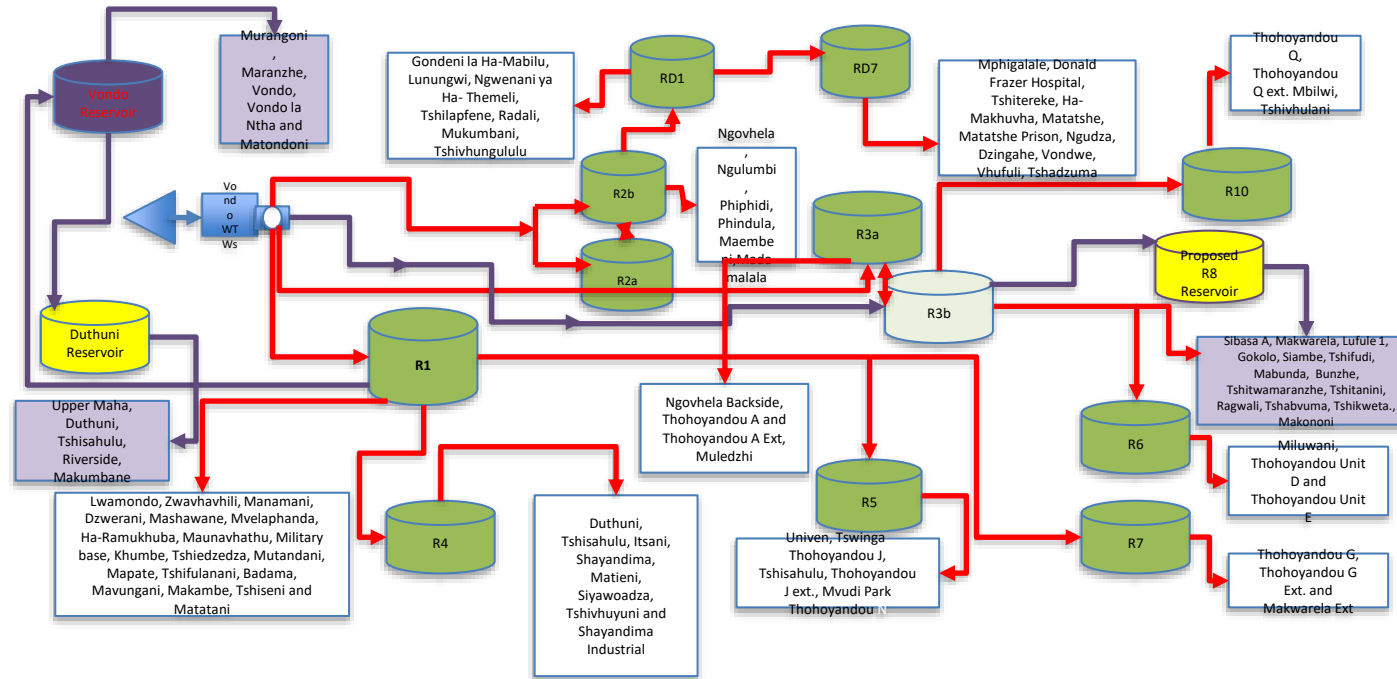 Murangoni
,
Maranzhe,
Vondo,
Vondo la
Ntha and
Matondoni
Vondo
Reservoir
Gondeni la Ha-Mabilu,
Lunungwi, Ngwenani ya
Ha- Themeli,
Tshilapfene, Radali,
Mukumbani,
Tshivhungululu
RD1
RD7
Mphigalale, Donald
Frazer Hospital,
Tshitereke, Ha-
Makhuvha, Matatshe,
Matatshe Prison, Ngudza,
Dzingahe, Vondwe,
Vhufuli, Tshadzuma
Thohoyandou
Q,
Thohoyandou
Q ext. Mbilwi,
Tshivhulani
Ngovhela
,
Ngulumbi
,
Phiphidi,
Phindula,
Maembe
ni,Mada
malala
R2b
R2a
R10
Vo
nd
o
WT
Ws
R3a
R3b
Proposed
R8
Reservoir
Duthuni
Reservoir
R1
Sibasa A, Makwarela, Lufule 1,
Gokolo, Siambe, Tshifudi,
Mabunda, Bunzhe,
Tshitwamaranzhe, Tshitanini,
Ragwali, Tshabvuma, Tshikweta.,
Makononi
Upper Maha,
Duthuni,
Tshisahulu,
Riverside,
Makumbane
Ngovhela Backside,
Thohoyandou A and
Thohoyandou A Ext,
Muledzhi
R6
Miluwani,
Thohoyandou Unit
D and
Thohoyandou Unit
E
Lwamondo, Zwavhavhili, Manamani,
Dzwerani, Mashawane, Mvelaphanda,
Ha-Ramukhuba, Maunavhathu, Military
base, Khumbe, Tshiedzedza, Mutandani,
Mapate, Tshifulanani, Badama,
Mavungani, Makambe, Tshiseni and
Matatani
R4
Duthuni,
Tshisahulu, Itsani,
Shayandima,
Matieni,
Siyawoadza,
Tshivhuyuni and
Shayandima
Industrial
R5
Univen, Tswinga
Thohoyandou J,
Tshisahulu, Thohoyandou
J ext., Mvudi Park
Thohoyandou N
R7
Thohoyandou G,
Thohoyandou G
Ext. and
Makwarela Ext